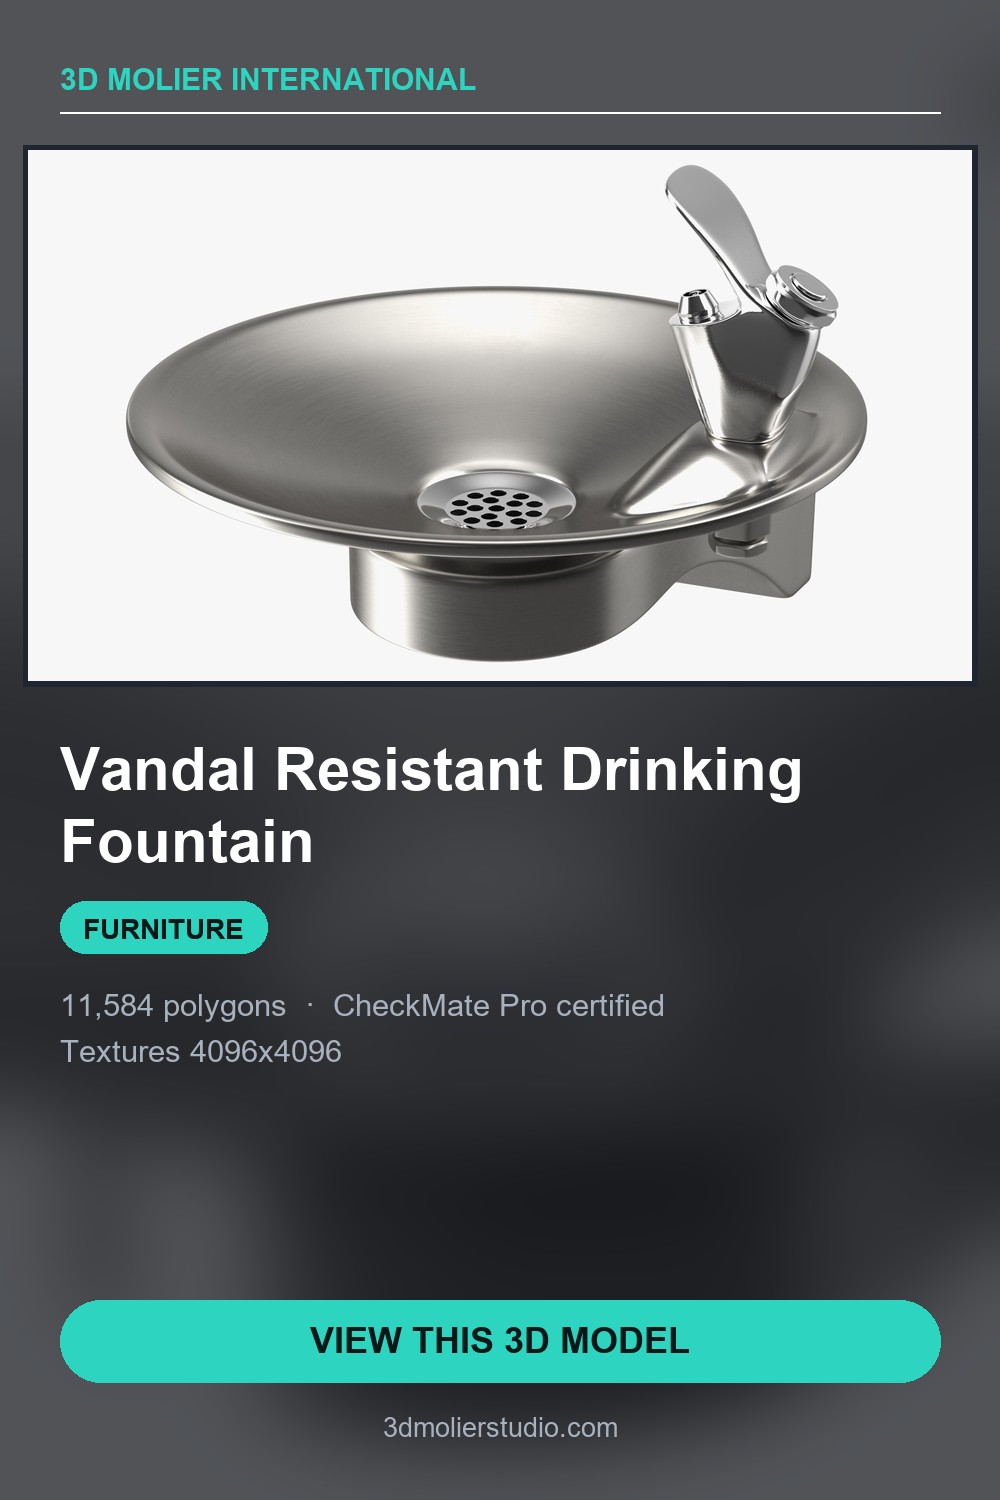 3D MOLIER INTERNATIONAL
Vandal Resistant Drinking
Fountain
FURNITURE
11,584 polygons · CheckMate Pro certified
Textures 4096x4096
VIEW THIS 3D MODEL
3dmolierstudio.com